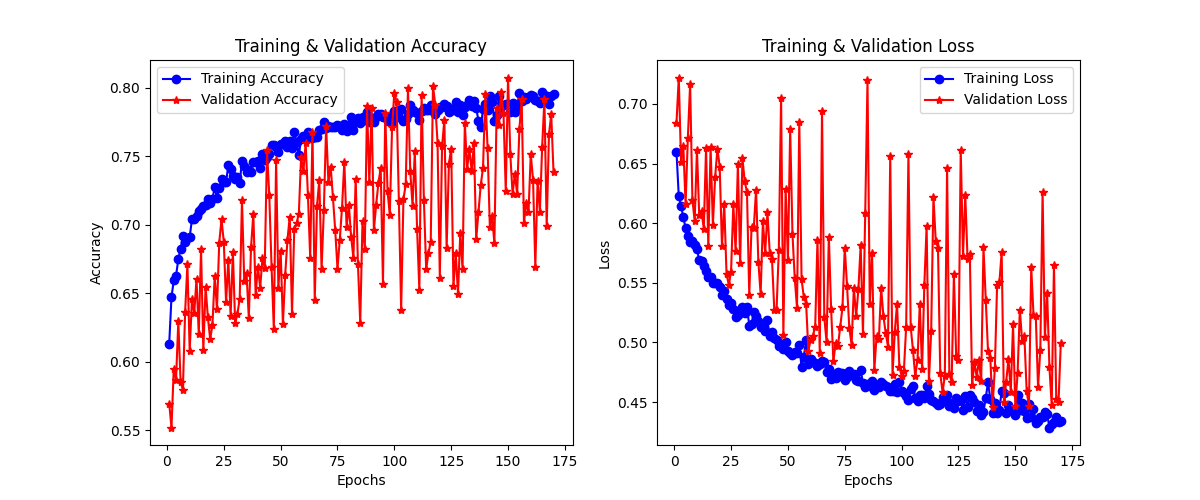 Training & Validation Accuracy
Training Accuracy
Validation Accuracy
Accuracy
0.80
0.75
0.70
0.65
0.60
0.55
0 25 50 75 100 125 150 175
Epochs
Training & Validation Loss
Training Loss
Validation Loss
Loss
0.70
0.65
0.60
0.55
0.50
0.45
0 25 50 75 100 125 150 175
Epochs